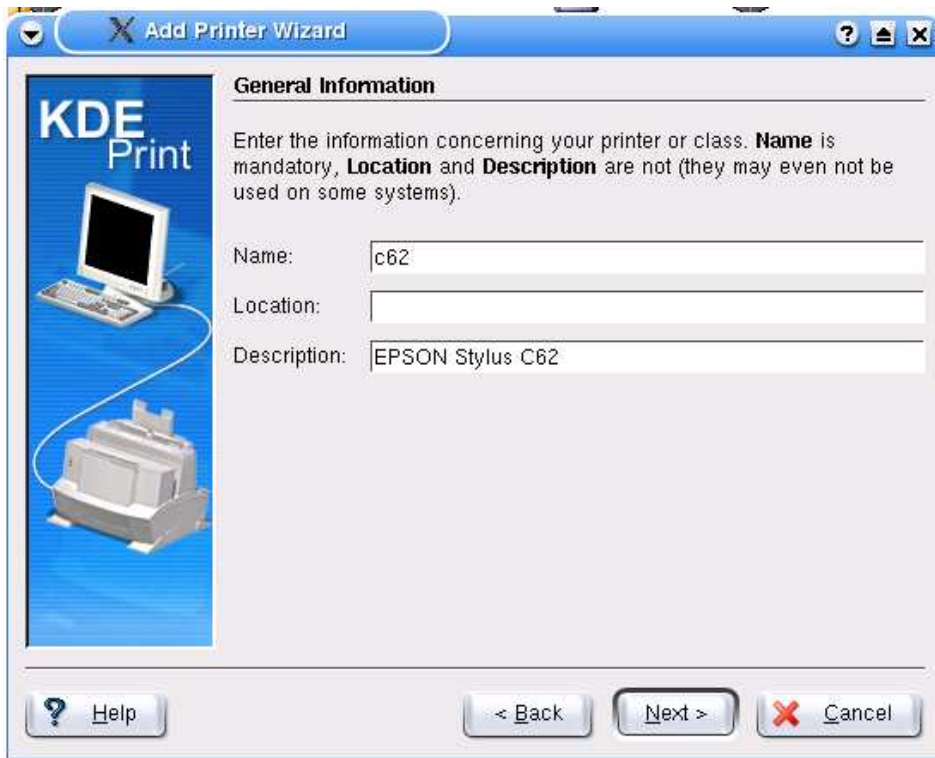 Add Printer Wizard
KDE
Print
General Information
Enter the information concerning your printer or class. Name is
mandatory, Location and Description are not (they may even not be
used on some systems).
Name: c62
Location:
Description: EPSON Stylus C62
Help
< Back
Next >
Cancel